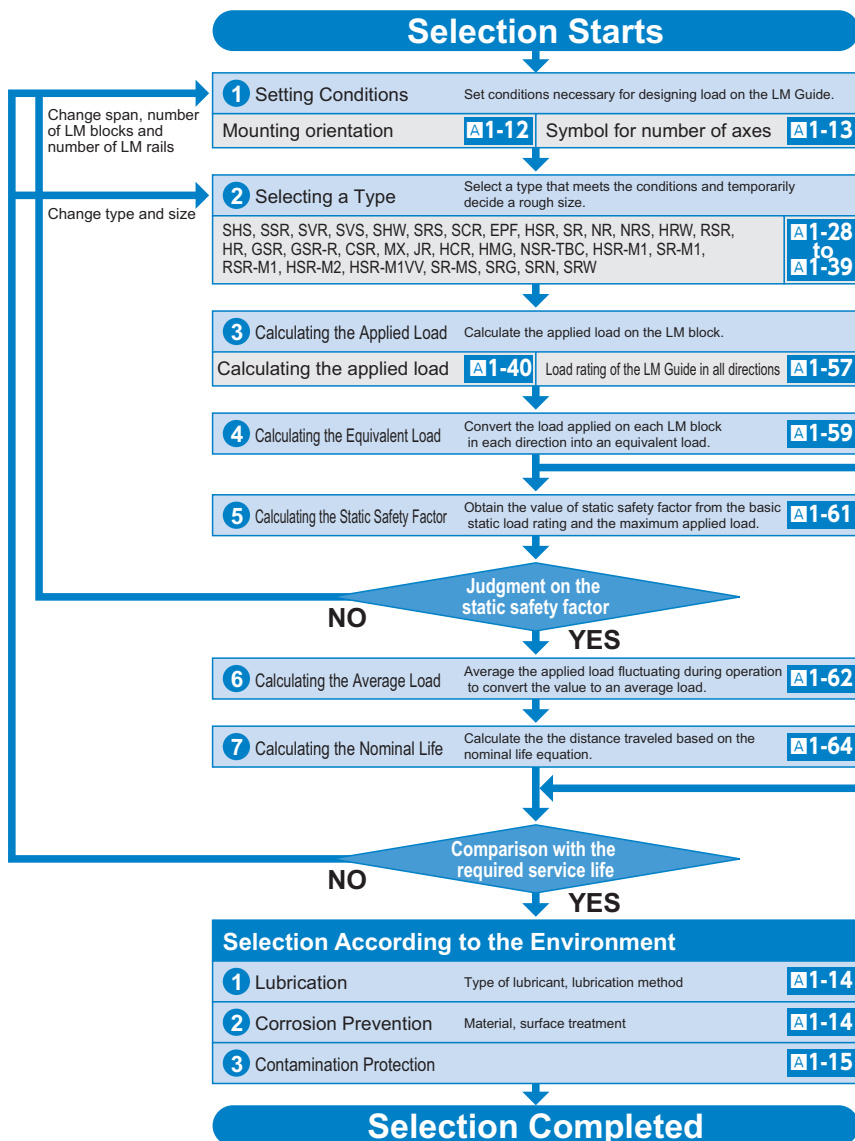 Selection Starts
1 Setting Conditions Set conditions necessary for designing load on the LM Guide.
Change span, number
of LM blocks and
number of LM rails
Mounting orientation A1-12 Symbol for number of axes A1-13
2 Selecting a Type Select a type that meets the conditions and temporarily
decide a rough size.
Change type and size
SHS, SSR, SVR, SVS, SHW, SRS, SCR, EPF, HSR, SR, NR, NRS, HRW, RSR,
HR, GSR, GSR-R, CSR, MX, JR, HCR, HMG, NSR-TBC, HSR-M1, SR-M1,
RSR-M1, HSR-M2, HSR-M1VV, SR-MS, SRG, SRN, SRW
A1-28
to
A1-39
3 Calculating the Applied Load Calculate the applied load on the LM block.
Calculating the applied load A1-40 Load rating of the LM Guide in all directions A1-57
4 Calculating the Equivalent Load Convert the load applied on each LM block
in each direction into an equivalent load. A1-59
5 Calculating the Static Safety Factor Obtain the value of static safety factor from the basic
static load rating and the maximum applied load. A1-61
Judgment on the
static safety factor
NO
YES
6 Calculating the Average Load Average the applied load fluctuating during operation
to convert the value to an average load. A1-62
7 Calculating the Nominal Life Calculate the the distance traveled based on the
nominal life equation. A1-64
Comparison with the
required service life
NO
YES
Selection According to the Environment
1 Lubrication Type of lubricant, lubrication method A1-14
2 Corrosion Prevention Material, surface treatment A1-14
3 Contamination Protection A1-15
Selection Completed